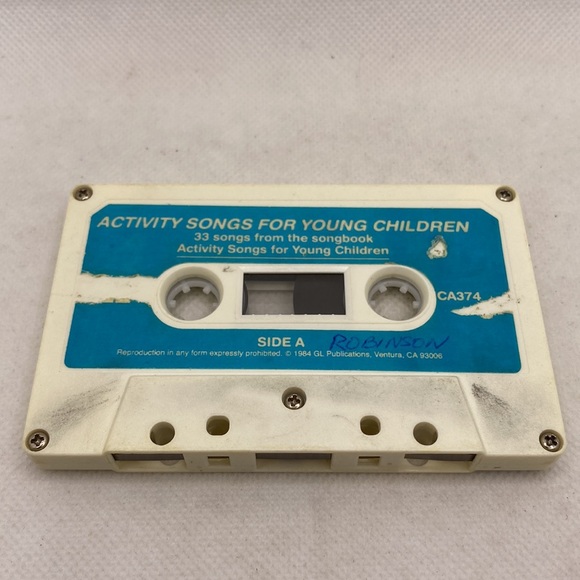 ACTIVITY SONGS FOR YOUNG CHILDREN
33 songs from the songbook
Activity Songs for Young Children
CA374
SIDE A ROBINSON
Reproduction in any form expressly prohibited. © 1984 GL Publications, Ventura, CA 93006